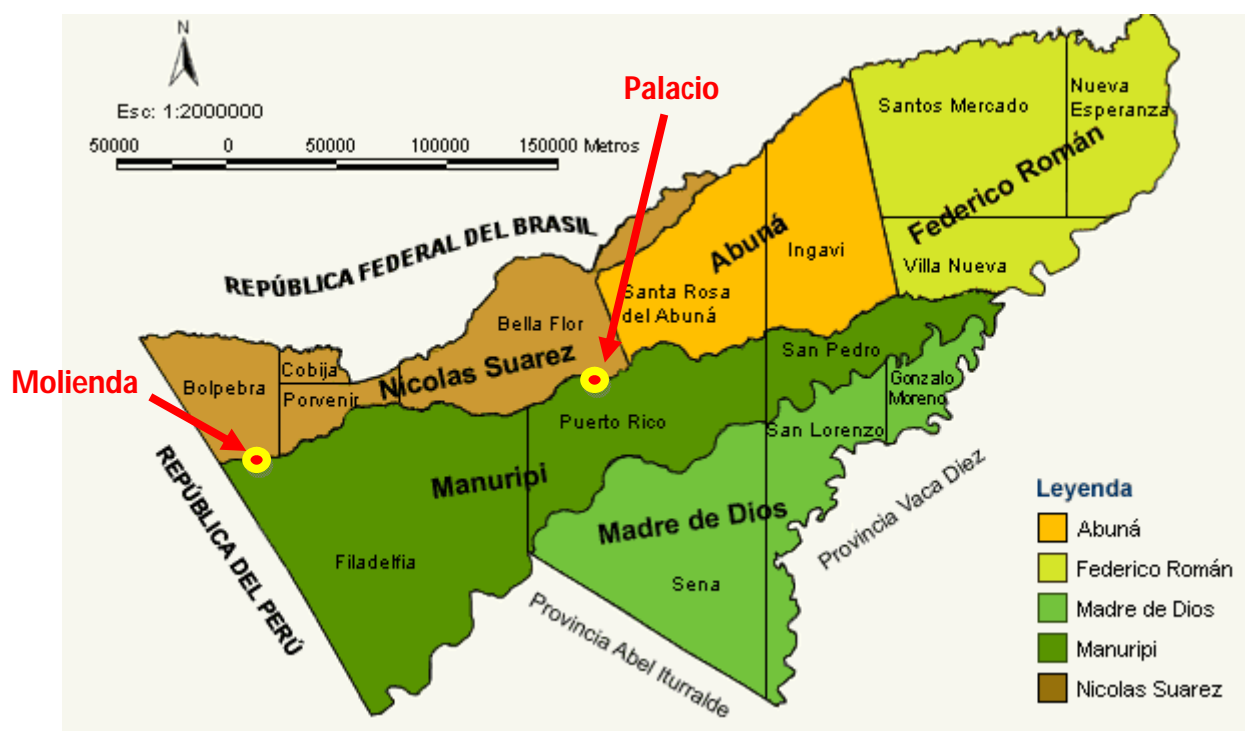 N
Esc: 1:2000000
50000 0 50000 100000 150000 Metros
Palacio
Molienda
REPÚBLICA FEDERAL DEL BRASIL
REPÚBLICA DEL PERÚ
Santos Mercado
Nueva
Esperanza
Federico Román
Villa Nueva
Abuná
Ingavi
Santa Rosa
del Abuná
Bella Flor
Nicolas Suarez
Cobija
Porvenir
Bolpebra
San Pedro
Gonzalo
Moreno
Puerto Rico
San Lorenzo
Manuripi
Madre de Dios
Filadelfia
Sena
Provincia Vaca Diez
Provincia Abel Iturralde
Leyenda
Abuná
Federico Román
Madre de Dios
Manuripi
Nicolas Suarez